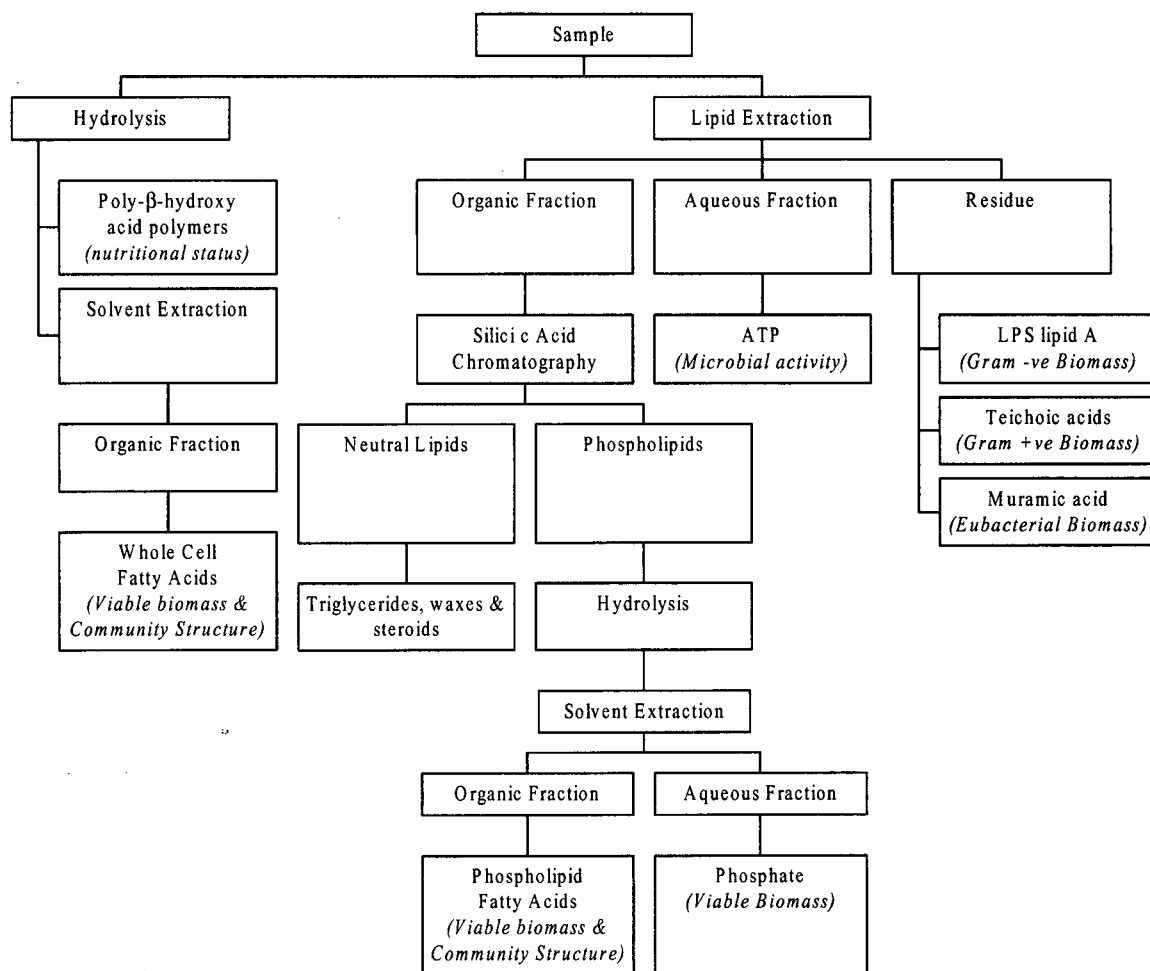 Sample
Hydrolysis
Lipid Extraction
Poly-β-hydroxy
acid polymers
(nutritional status)
Organic Fraction
Aqueous Fraction
Residue
Solvent Extraction
Silici c Acid
Chromatography
ATP
(Microbial activity)
LPS lipid A
(Gram -ve Biomass)
Teichoic acids
(Gram +ve Biomass)
Muramic acid
(Eubacterial Biomass)
Organic Fraction
Neutral Lipids
Phospholipids
Whole Cell
Fatty Acids
(Viable biomass &
Community Structure)
Triglycerides, waxes &
steroids
Hydrolysis
Solvent Extraction
Organic Fraction
Aqueous Fraction
Phospholipid
Fatty Acids
(Viable biomass &
Community Structure)
Phosphate
(Viable Biomass)